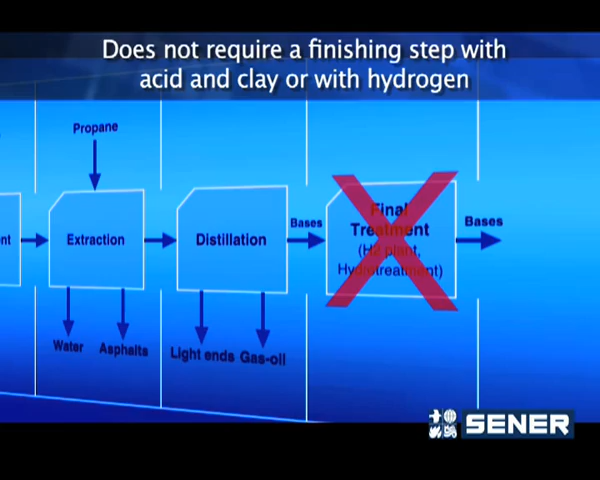 Does not require a finishing step with
acid and clay or with hydrogen
Propane
nt
Extraction
Distillation
Bases
Final
Treatment
(H2 plant,
Hydrotreatment)
Bases
Water
Asphalts
Light ends
Gas-oil
SENER